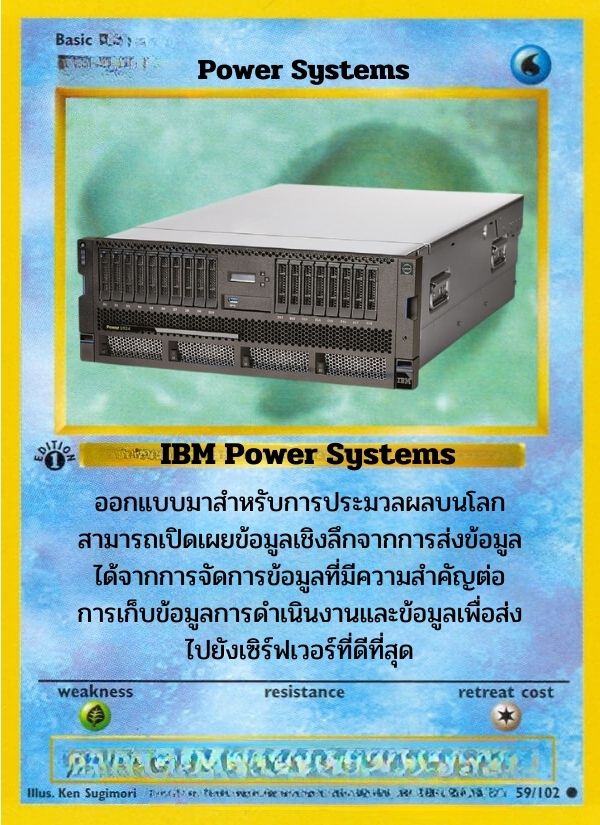 Basic
Power Systems
Power S924
IBM
EDITION
1
IBM Power Systems
ออกแบบมาสำหรับการประมวลผลบนโลก
สามารถเปิดเผยข้อมูลเชิงลึกจากการส่งข้อมูล
ได้จากการจัดการข้อมูลที่มีความสำคัญต่อ
การเก็บข้อมูลการดำเนินงานและข้อมูลเพื่อส่ง
ไปยังเซิร์ฟเวอร์ที่ดีที่สุด
weakness resistance retreat cost
Illus. Ken Sugimori 59/102